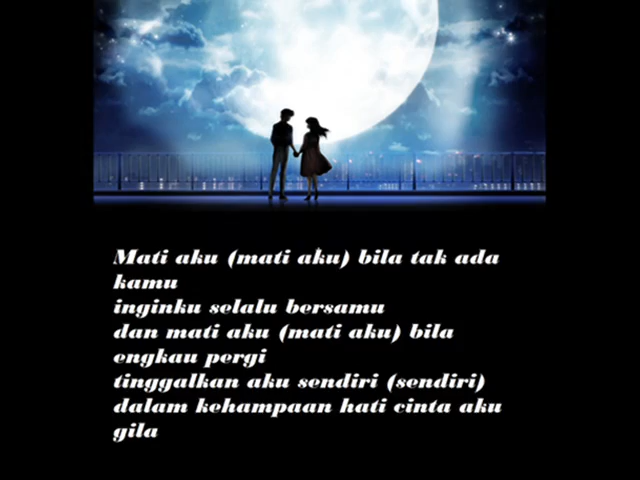 Mati aku (mati aku) bila tak ada
kamu
inginku selalu bersamu
dan mati aku (mati aku) bila
engkau pergi
tinggalkan aku sendiri (sendiri)
dalam kehampaan hati cinta aku
gila